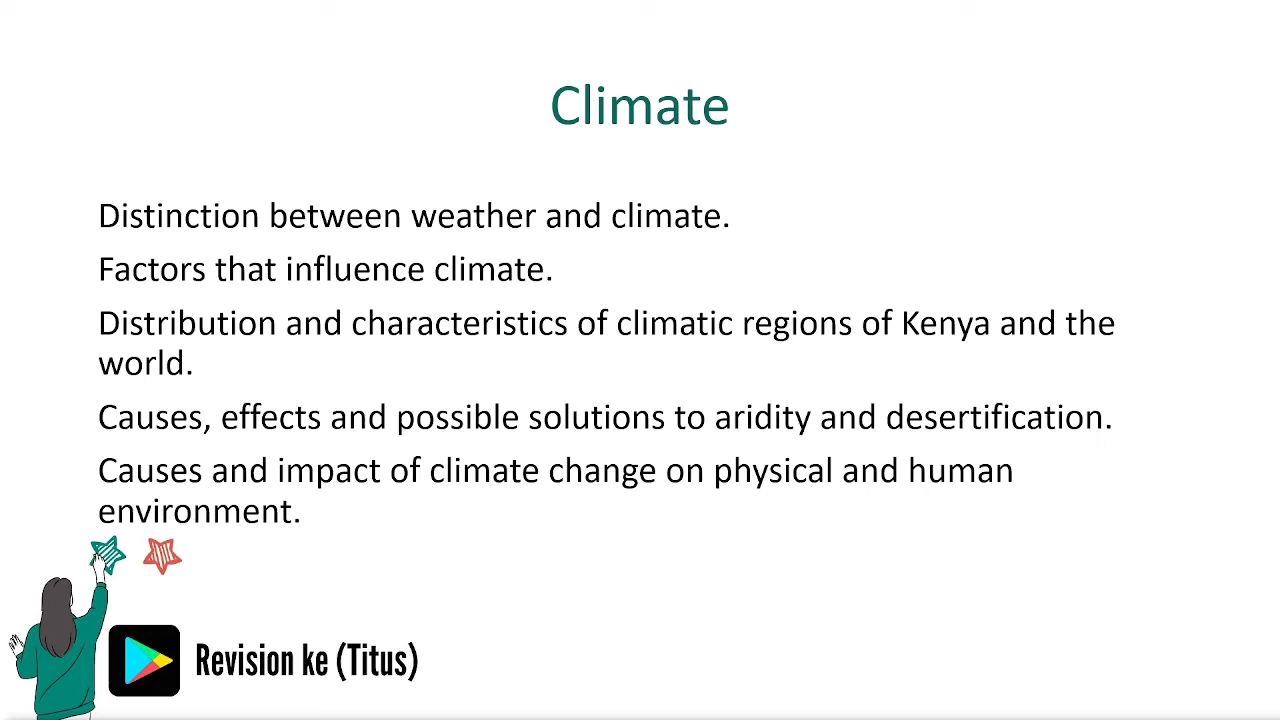 Climate
Distinction between weather and climate.
Factors that influence climate.
Distribution and characteristics of climatic regions of Kenya and the
world.
Causes, effects and possible solutions to aridity and desertification.
Causes and impact of climate change on physical and human
environment.
Revision ke (Titus)